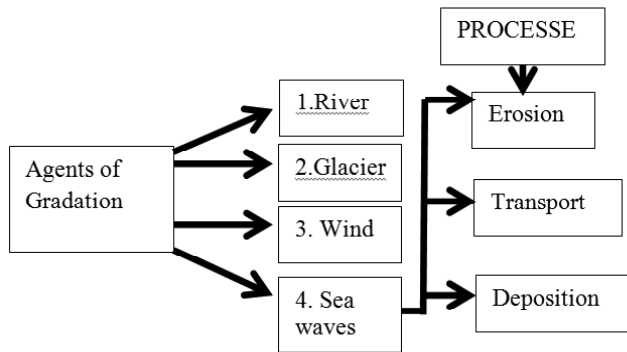 PROCESSE
1.River
Erosion
Agents of
Gradation
2.Glacier
Transport
3. Wind
4. Sea
waves
Deposition